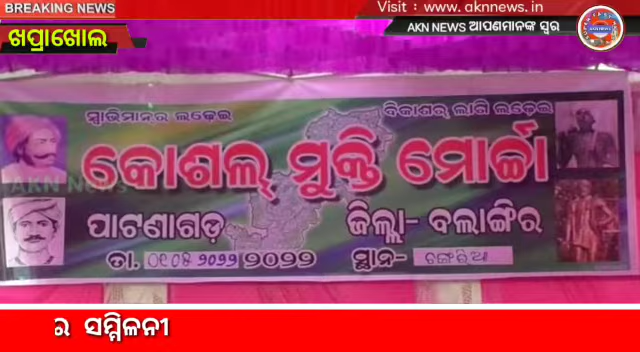 BREAKING NEWS
Visit : www. aknnews.in
AKN NEWS ଆପଣମାନଙ୍କ ସ୍ୱର
ଖପ୍ରାଖୋଲ
ସ୍ୱାଭିମାନର ଲଢ଼େଇ
ବିକାଶର ଲାଗି ଲଢ଼େଇ
କୋଶଲ୍ ମୁକ୍ତି ମୋର୍ଚ୍ଚା
AKN News
ପାଟଣାଗଡ଼ ଜିଲ୍ଲା- ବଲାଙ୍ଗିର
ତା. ୨୦୨୨ ସ୍ଥାନ-
ର ସମ୍ମିଳନୀ